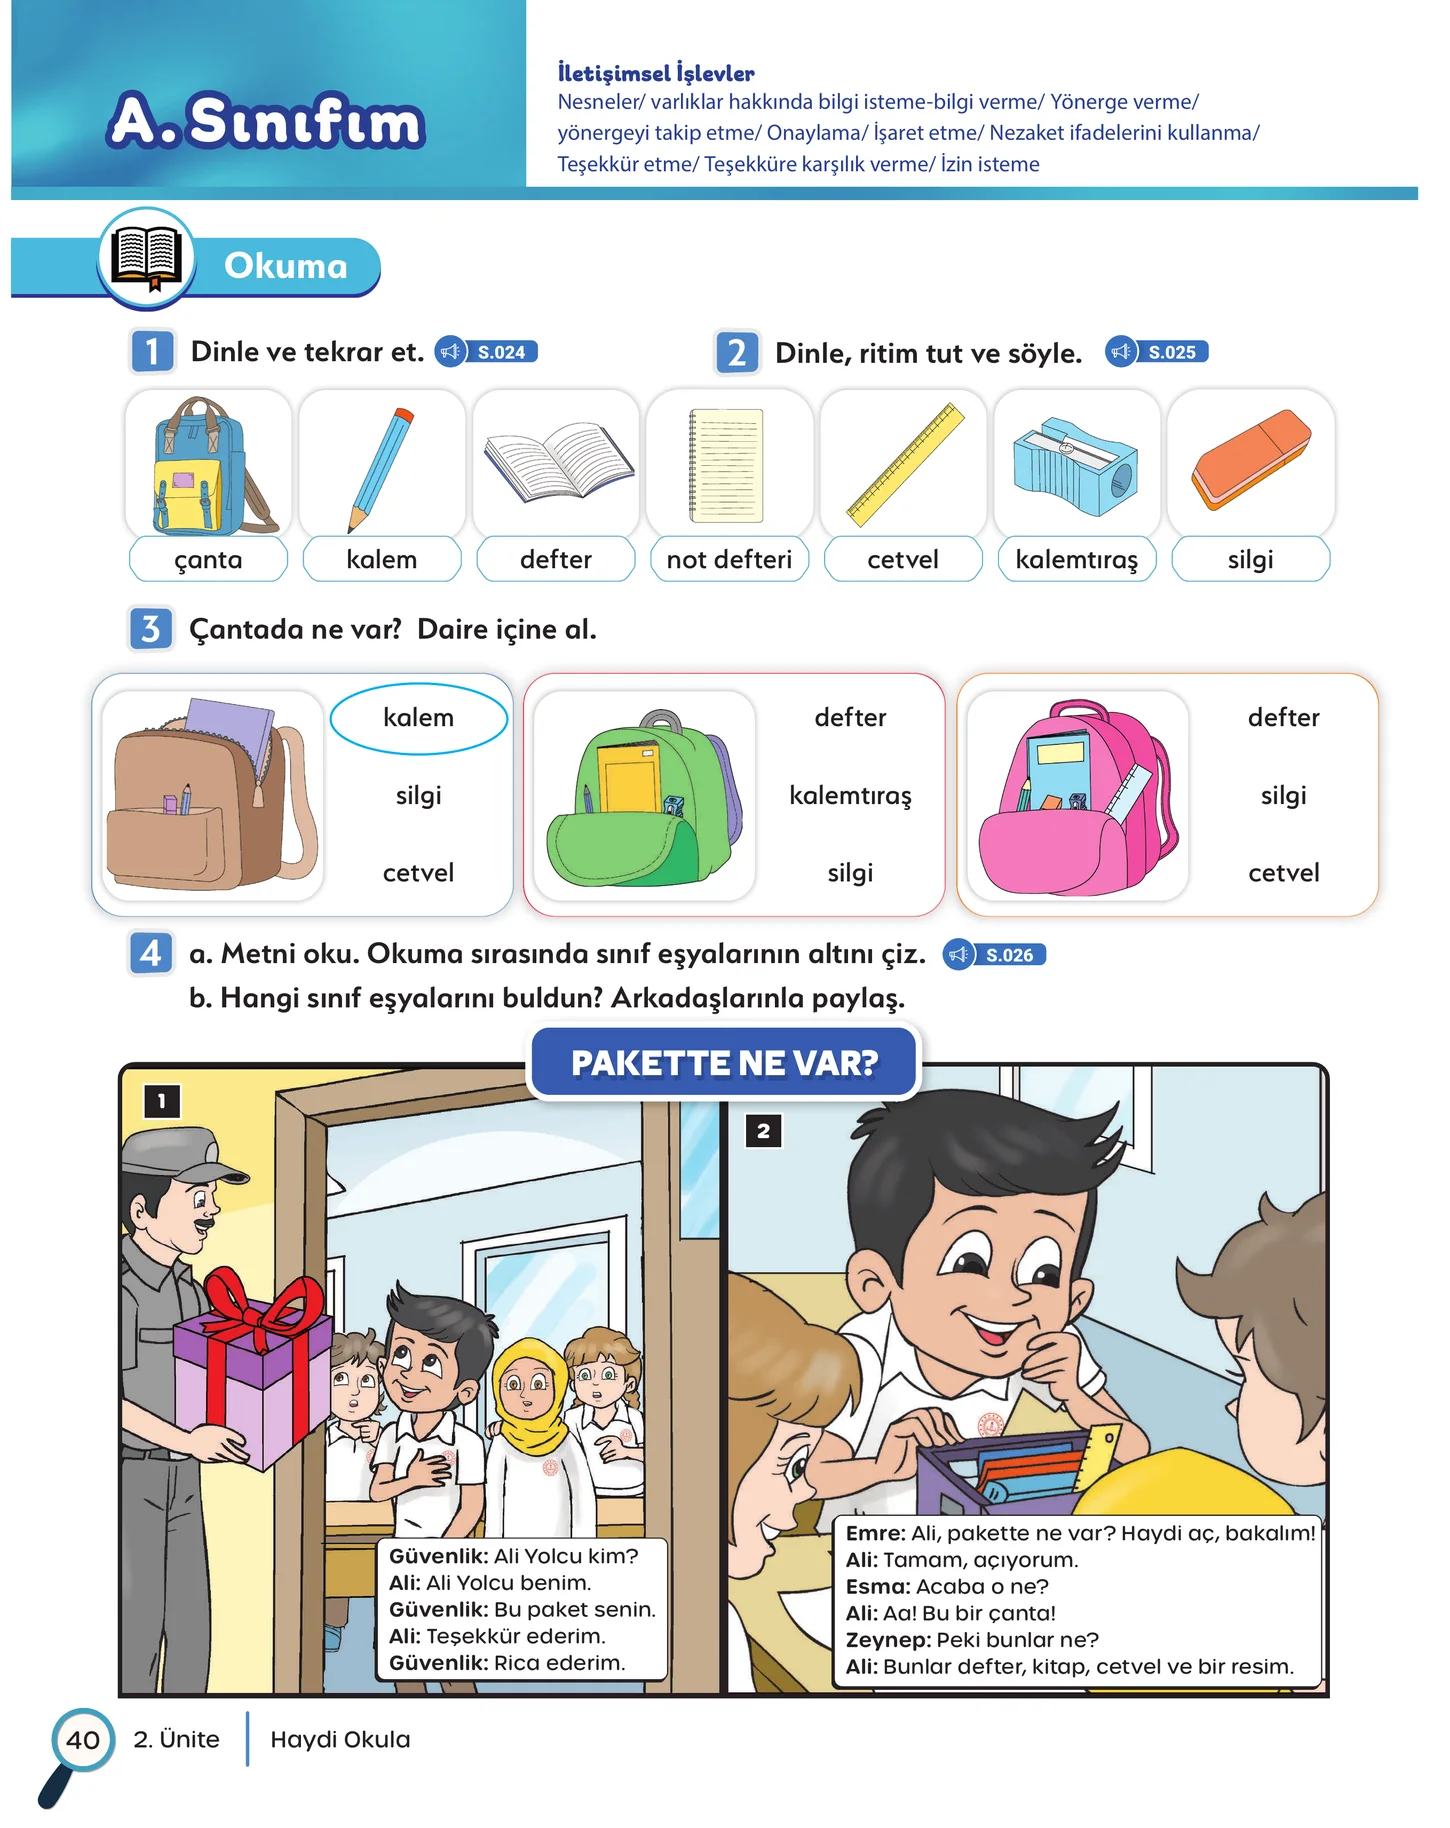 A. Sınıfım
İletişimsel İşlevler
Nesneler/ varlıklar hakkında bilgi isteme-bilgi verme/ Yönerge verme/
yönergeyi takip etme/ Onaylama/ İşaret etme/ Nezaket ifadelerini kullanma/
Teşekkür etme/ Teşekküre karşılık verme/ İzin isteme
Okuma
1 Dinle ve tekrar et. S.024
2 Dinle, ritim tut ve söyle. S.025
çanta
kalem
defter
not defteri
cetvel
kalemtıraş
silgi
3 Çantada ne var? Daire içine al.
kalem
silgi
cetvel
defter
kalemtıraş
silgi
defter
silgi
cetvel
4 a. Metni oku. Okuma sırasında sınıf eşyalarının altını çiz. S.026
b. Hangi sınıf eşyalarını buldun? Arkadaşlarınla paylaş.
PAKETTE NE VAR?
1
Güvenlik: Ali Yolcu kim?
Ali: Ali Yolcu benim.
Güvenlik: Bu paket senin.
Ali: Teşekkür ederim.
Güvenlik: Rica ederim.
2
Emre: Ali, pakette ne var? Haydi aç, bakalım!
Ali: Tamam, açıyorum.
Esma: Acaba o ne?
Ali: Aa! Bu bir çanta!
Zeynep: Peki bunlar ne?
Ali: Bunlar defter, kitap, cetvel ve bir resim.
40 2. Ünite Haydi Okula